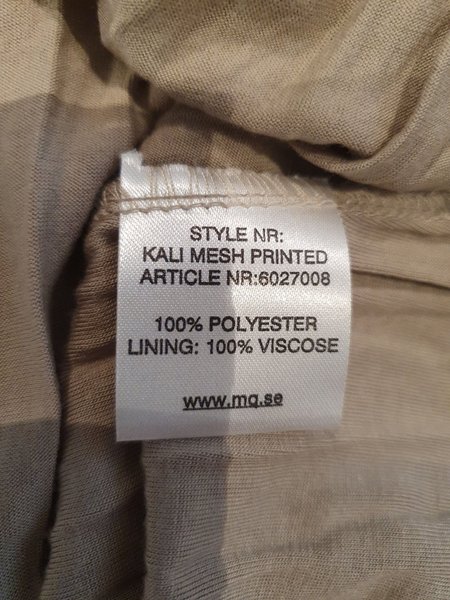 STYLE NR:
KALI MESH PRINTED
ARTICLE NR:6027008
100% POLYESTER
LINING: 100% VISCOSE
www.mq.se